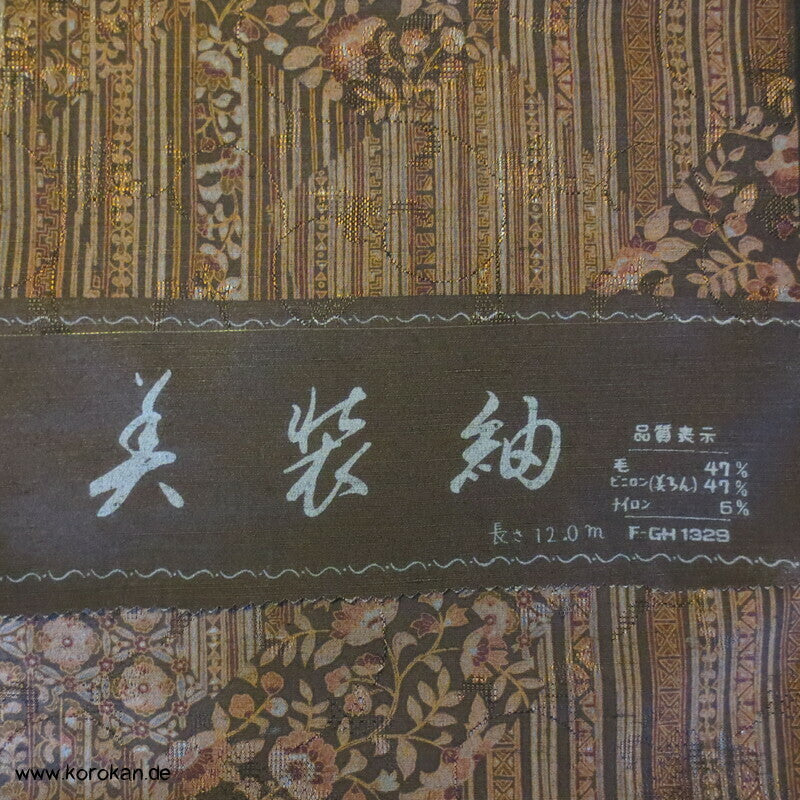 美装紬
品質表示
毛 47%
ビニロン(美ろん) 47%
ナイロン 6%
長さ 12.0m F-GH1329
www.korokan.de